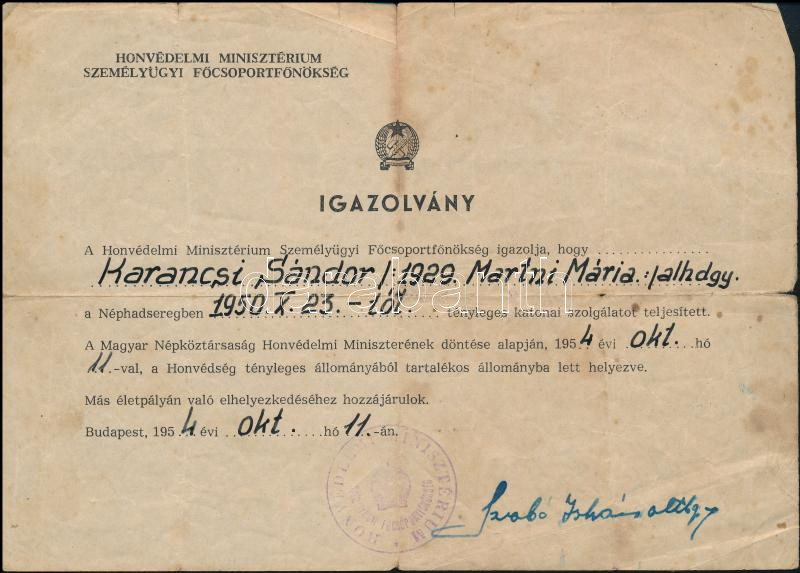 HONVÉDELMI MINISZTÉRIUM
SZEMÉLYÜGYI FŐCSOPORTFŐNÖKSÉG
IGAZOLVÁNY
A Honvédelmi Minisztérium Személyügyi Főcsoportfőnökség igazolja, hogy
Karancsi Sándor /:1929. Martni Mária.:/ alhdgy.
a Néphadseregben 1950. X. 23.-tól. tényleges katonai szolgálatot teljesített.
A Magyar Népköztársaság Honvédelmi Miniszterének döntése alapján, 1954 évi Okt. hó
11.-val, a Honvédség tényleges állományából tartalékos állományba lett helyezve.
Más életpályán való elhelyezkedéséhez hozzájárulok.
Budapest, 1954 évi Okt. hó 11.-án.
HONVÉDELMI MINISZTÉRIUM
Szabó István